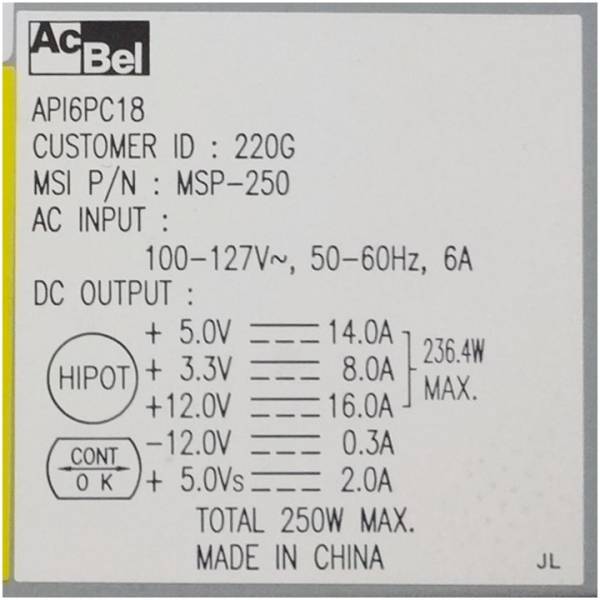 AcBel
API6PC18
CUSTOMER ID : 220G
MSI P/N : MSP-250
AC INPUT :
100-127V~, 50-60Hz, 6A
DC OUTPUT :
+ 5.0V 14.0A
+ 3.3V 8.0A
+12.0V 16.0A
236.4W
MAX.
HIPOT
-12.0V 0.3A
+ 5.0Vs 2.0A
CONT
O K
TOTAL 250W MAX.
MADE IN CHINA
JL